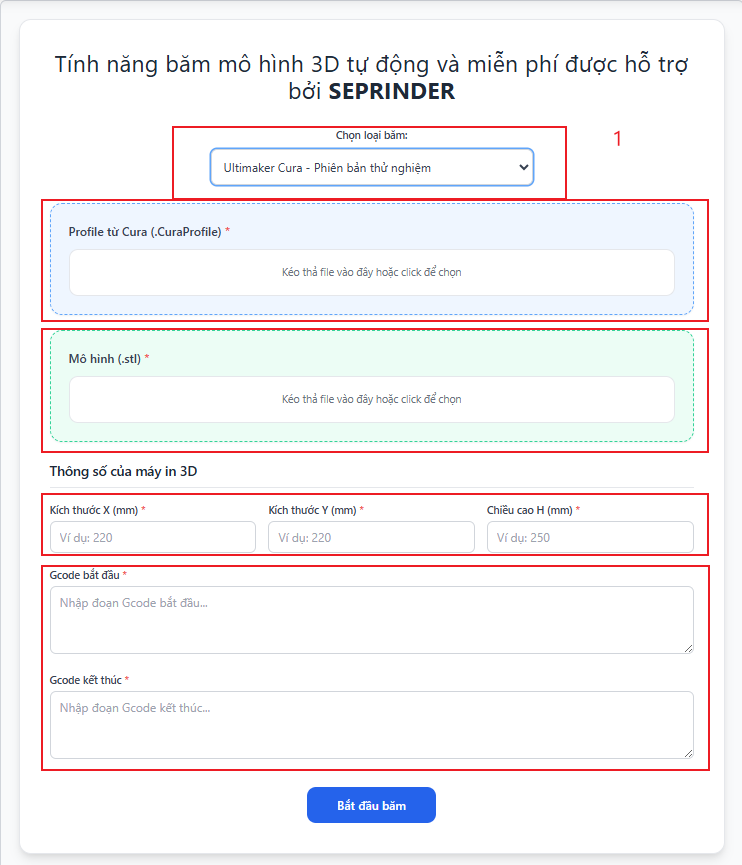 Tính năng băm mô hình 3D tự động và miễn phí được hỗ trợ
bởi SEPRINDER
Chọn loại băm:
1
Ultimaker Cura - Phiên bản thử nghiệm
Profile từ Cura (.CuraProfile) *
Kéo thả file vào đây hoặc click để chọn
Mô hình (.stl) *
Kéo thả file vào đây hoặc click để chọn
Thông số của máy in 3D
Kích thước X (mm) *
Kích thước Y (mm) *
Chiều cao H (mm) *
Ví dụ: 220
Ví dụ: 220
Ví dụ: 250
Gcode bắt đầu *
Nhập đoạn Gcode bắt đầu...
Gcode kết thúc *
Nhập đoạn Gcode kết thúc...
Bắt đầu băm